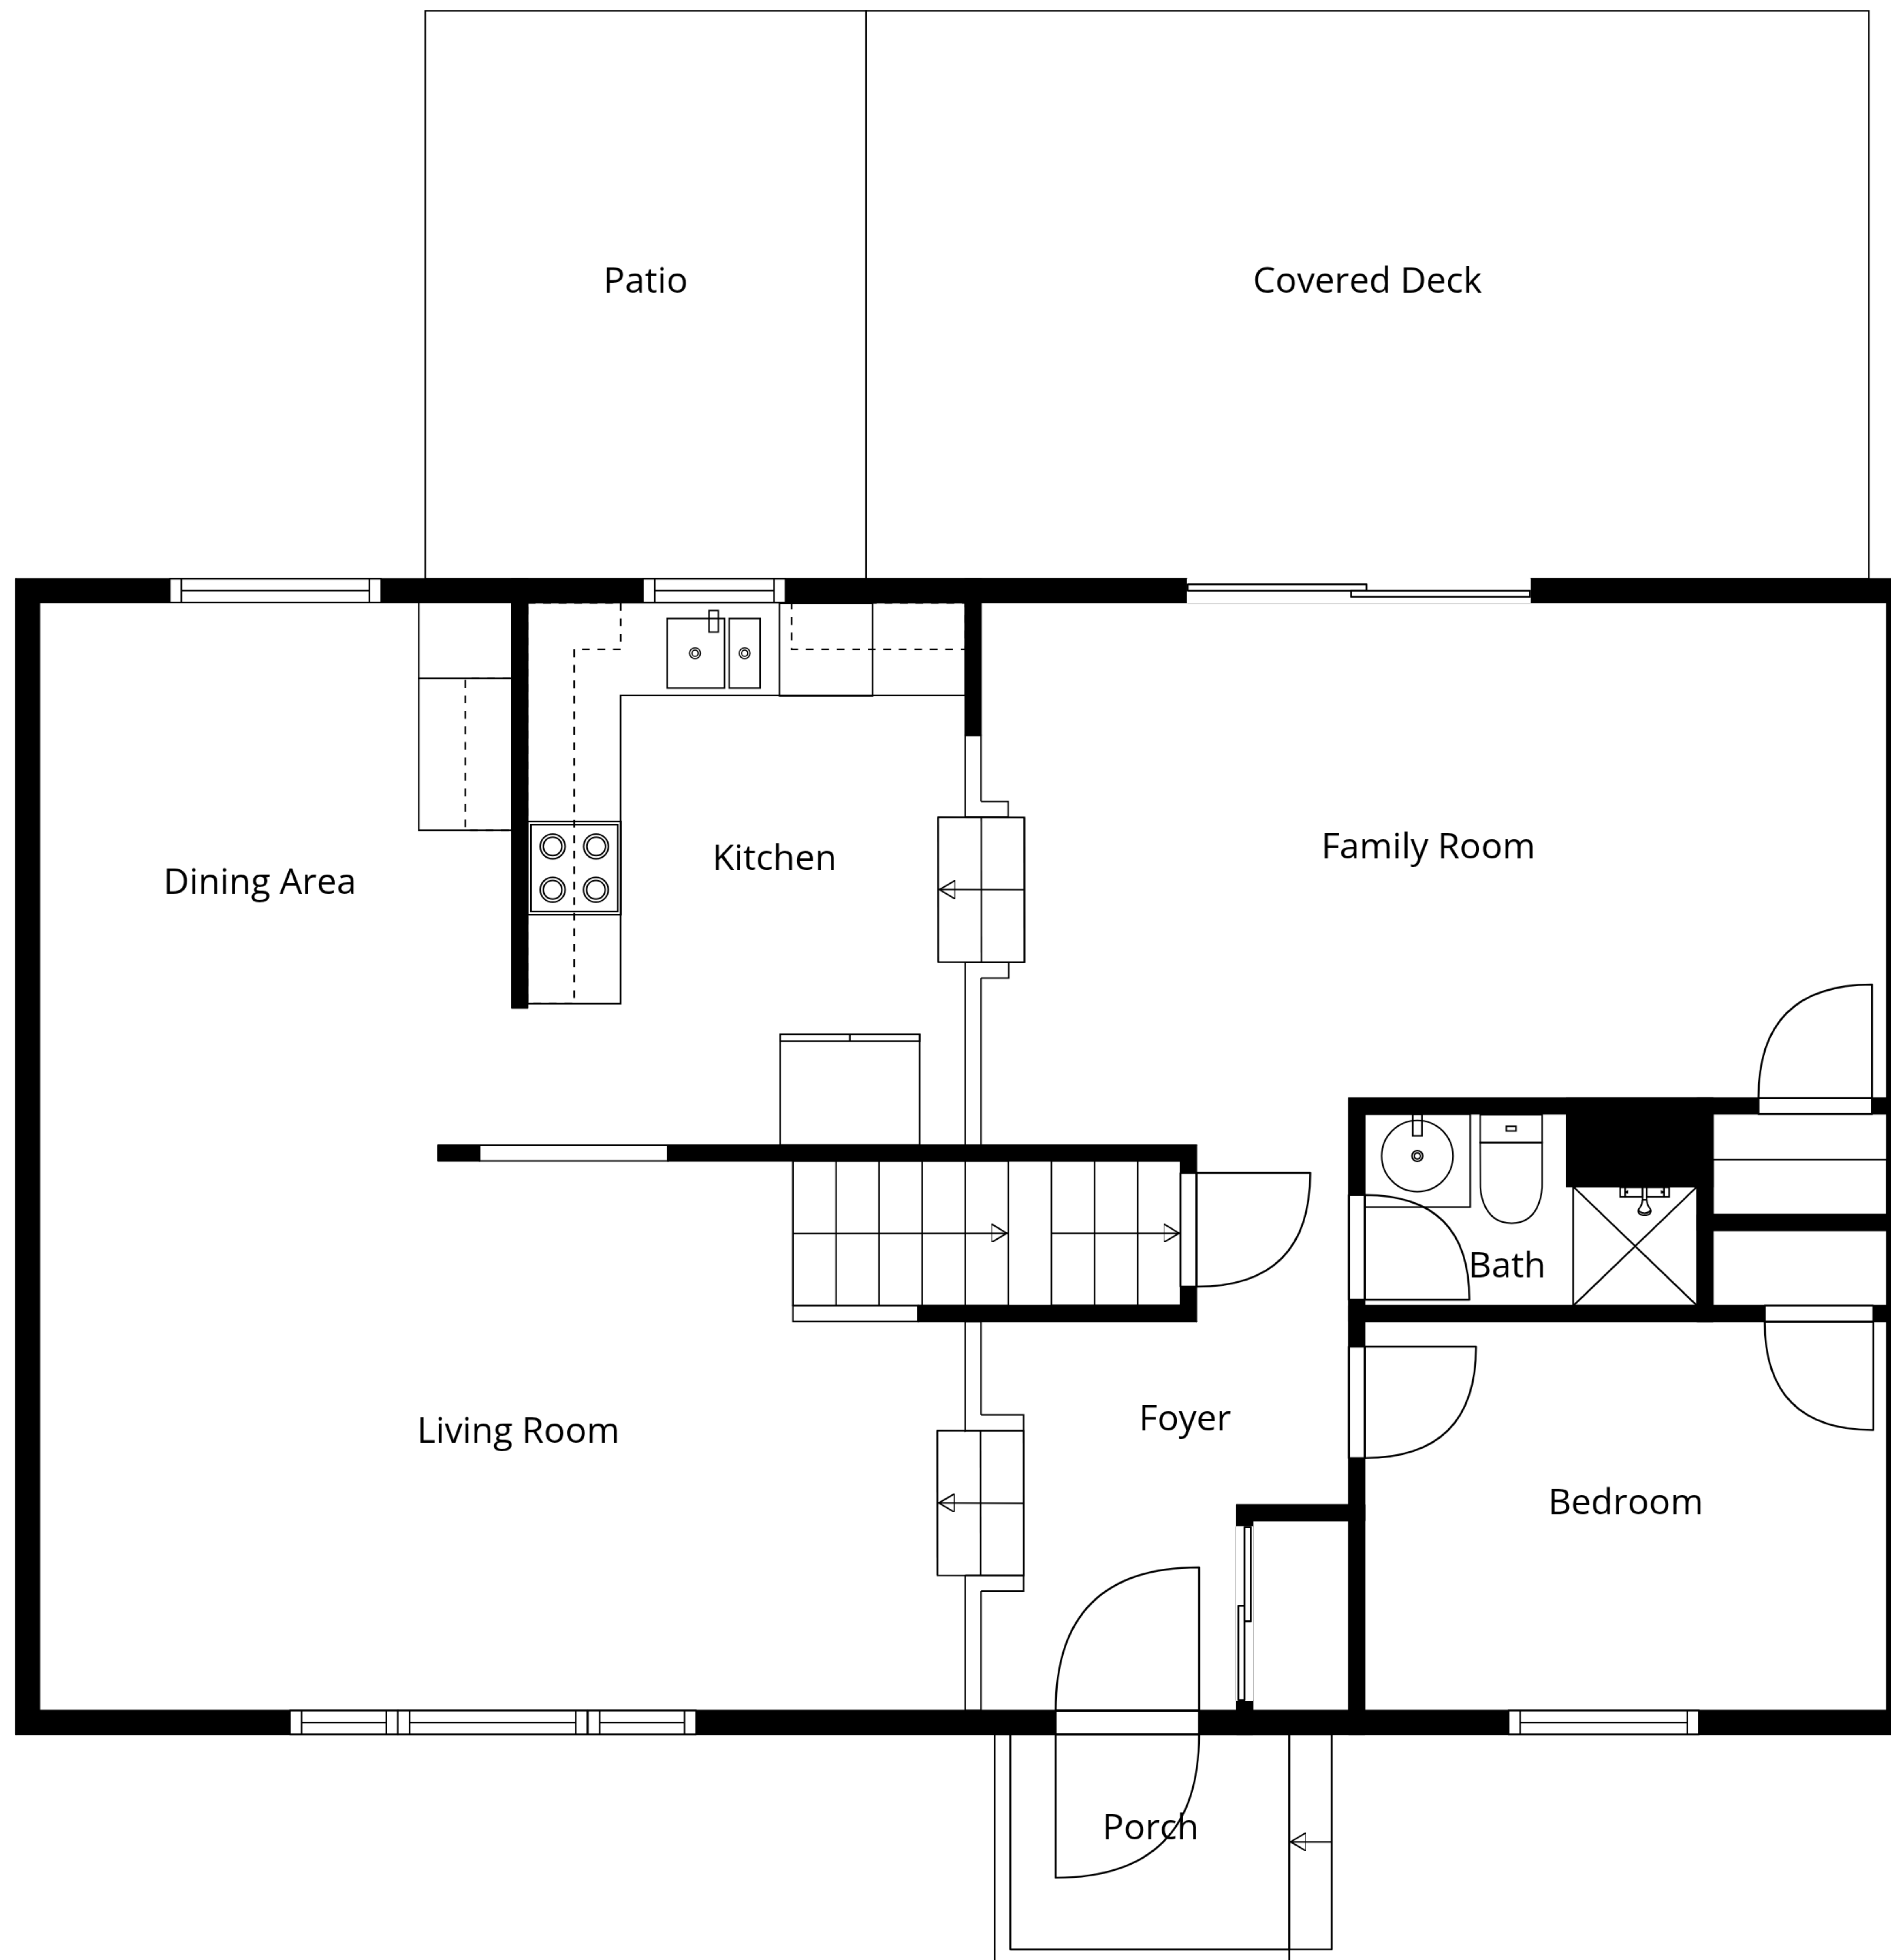 Patio
Covered Deck
Family Room
Kitchen
Dining Area
Bath
Foyer
Living Room
Bedroom
Porch